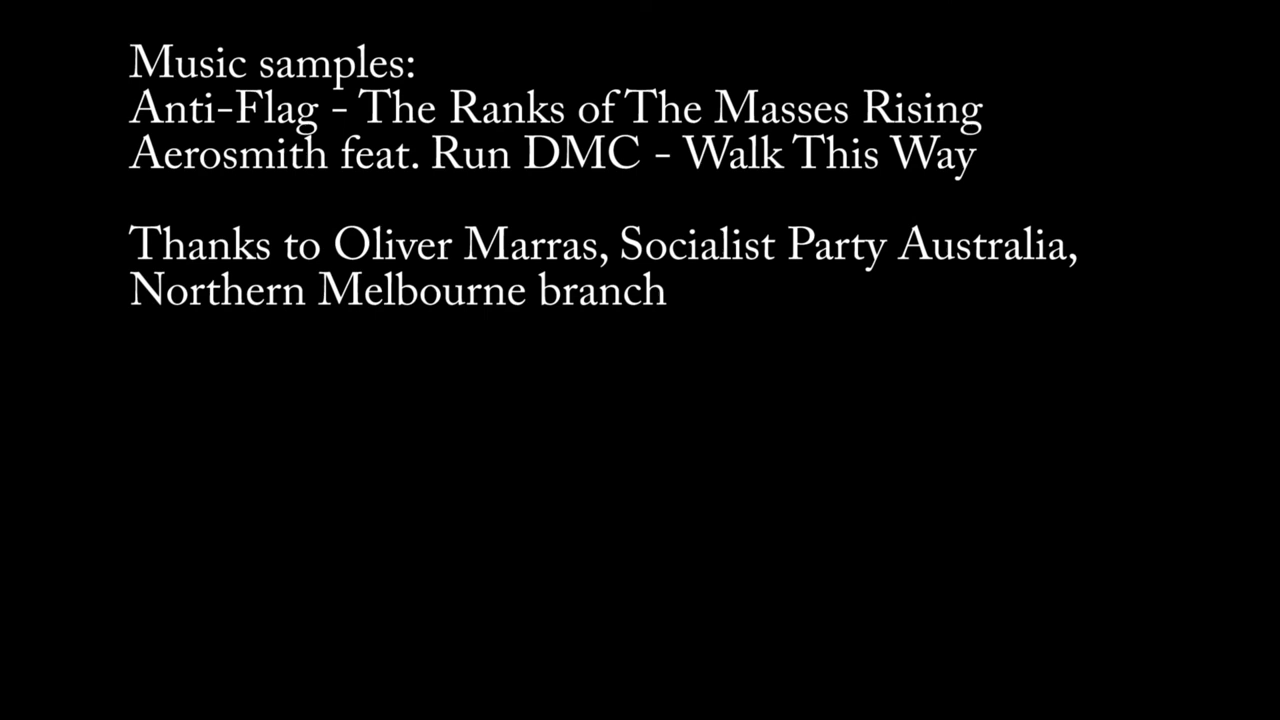 Music samples:
Anti-Flag - The Ranks of The Masses Rising
Aerosmith feat. Run DMC - Walk This Way
Thanks to Oliver Marras, Socialist Party Australia,
Northern Melbourne branch